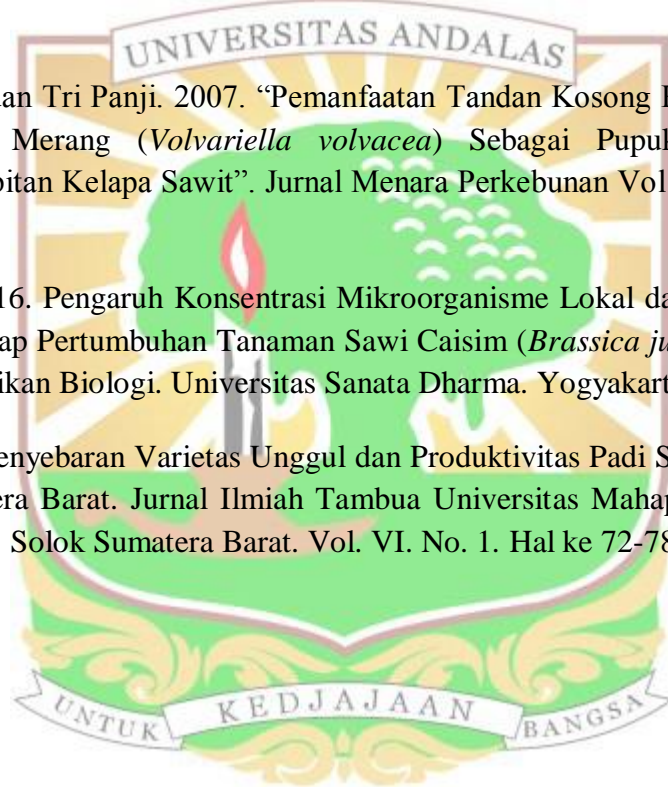 UNIVERSITAS ANDALAS
an Tri Panji. 2007. “Pemanfaatan Tandan Kosong
Merang (Volvariella volvacea) Sebagai Pupuk
bitan Kelapa Sawit”. Jurnal Menara Perkebunan Vol
16. Pengaruh Konsentrasi Mikroorganisme Lokal da
ap Pertumbuhan Tanaman Sawi Caisim (Brassica ju
ikan Biologi. Universitas Sanata Dharma. Yogyakart
enyebaran Varietas Unggul dan Produktivitas Padi S
era Barat. Jurnal Ilmiah Tambua Universitas Mahap
Solok Sumatera Barat. Vol. VI. No. 1. Hal ke 72-78
UNTUK KEDJAJAAN BANGSA